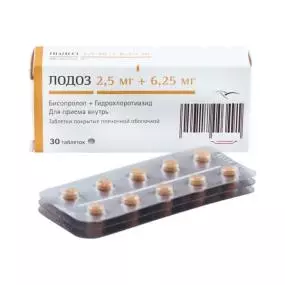 ЛОДОЗ 2,5 мг + 6,25 мг
Бисопролол + Гидрохлоротиазид
Для приема внутрь
Таблетки покрытые пленочной оболочкой
30 таблеток